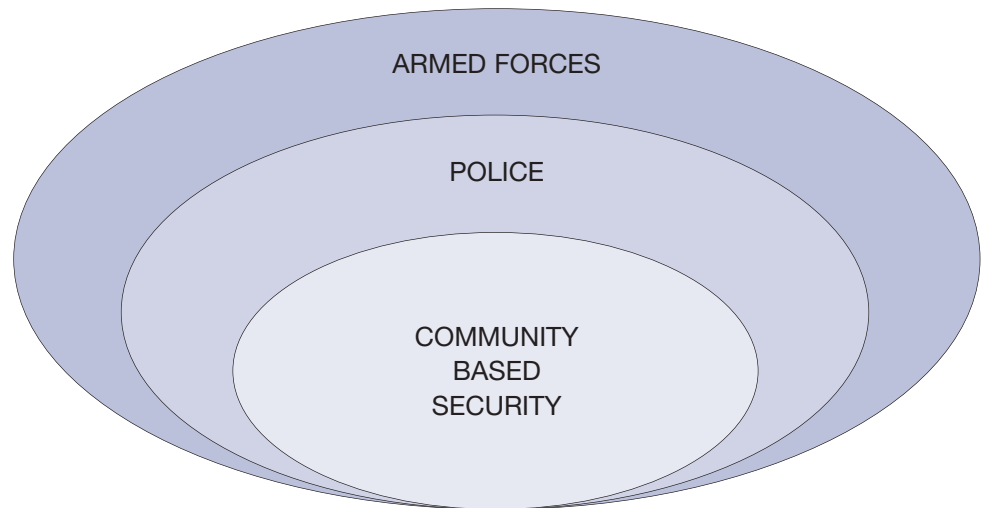 ARMED FORCES
POLICE
COMMUNITY
BASED
SECURITY